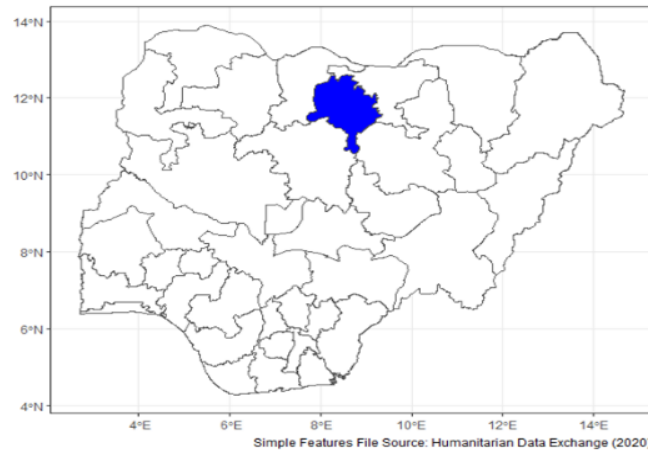 14°N
12°N
10°N
8°N
6°N
4°N
4°E 6°E 8°E 10°E 12°E 14°E
Simple Features File Source: Humanitarian Data Exchange (2020)